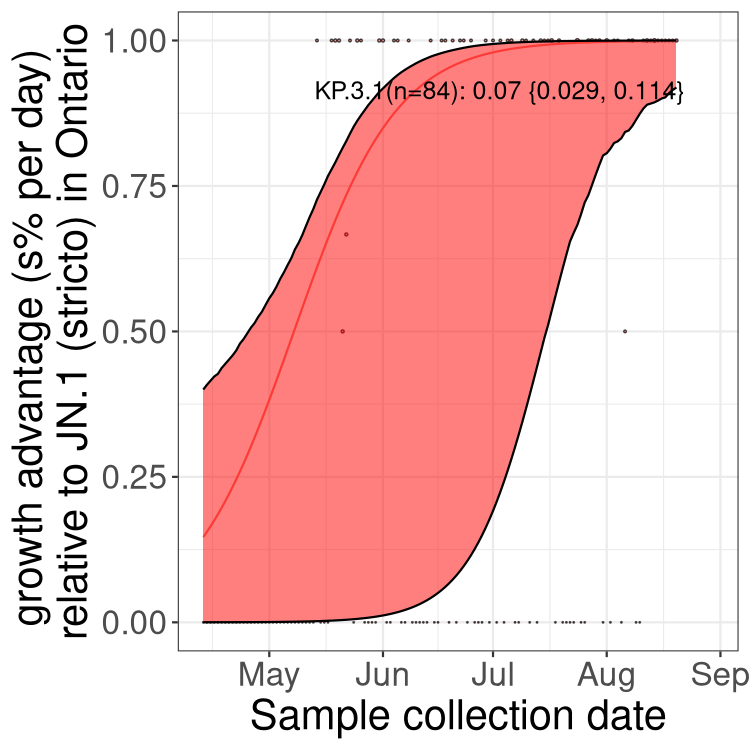 growth advantage (s% per day)
relative to JN.1 (stricto) in Ontario
1.00
0.75
0.50
0.25
0.00
KP.3.1(n=84): 0.07 {0.029, 0.114}
May Jun Jul Aug Sep
Sample collection date